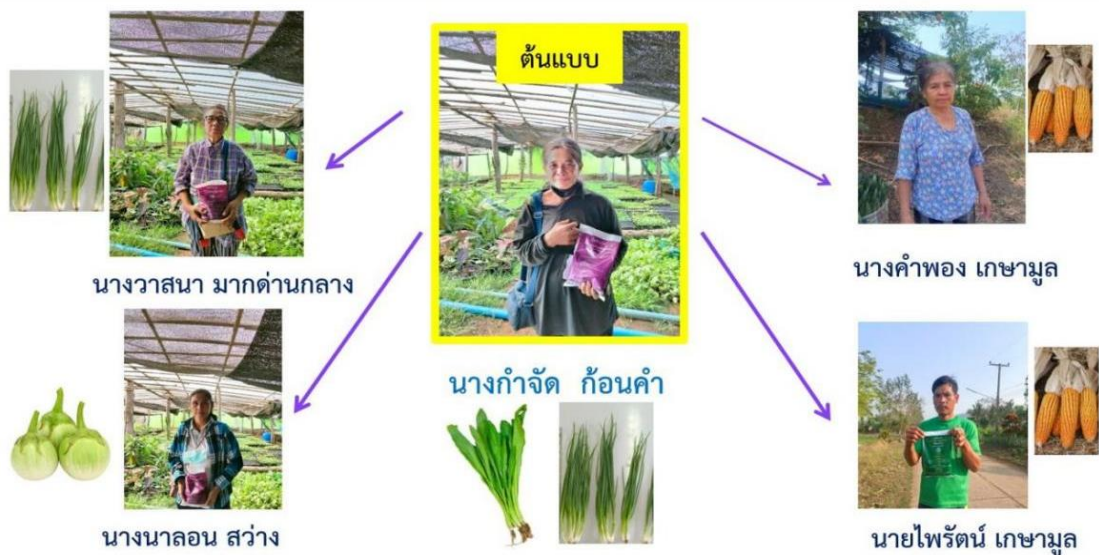 ต้นแบบ
นางวาสนา มากด่านกลาง
นางคำพอง เกษามูล
นางกำจัด ก้อนคำ
นางนาลอน สว่าง
นายไพรัตน์ เกษามูล